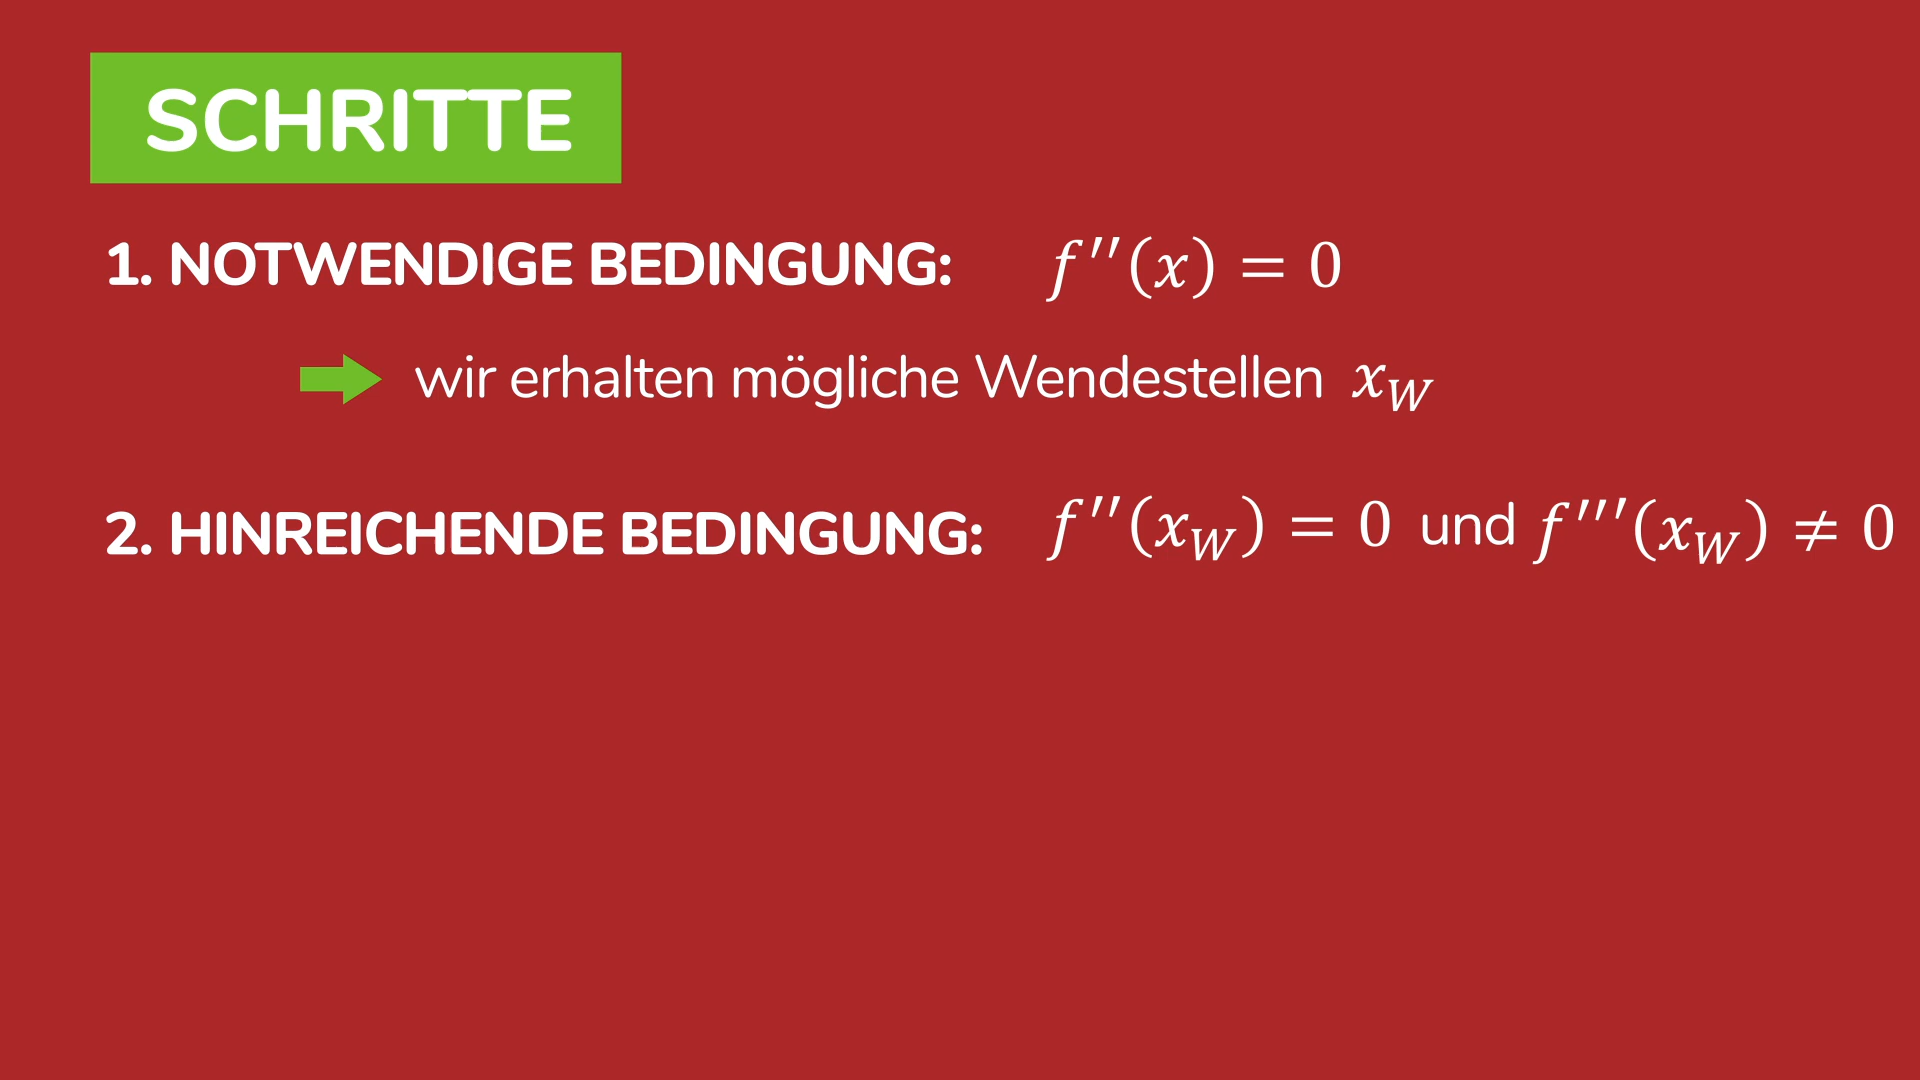 SCHRITTE
1. NOTWENDIGE BEDINGUNG: f′′(x) = 0
wir erhalten mögliche Wendestellen x_W
2. HINREICHENDE BEDINGUNG: f′′(x_W) = 0 und f′′′(x_W) ≠ 0